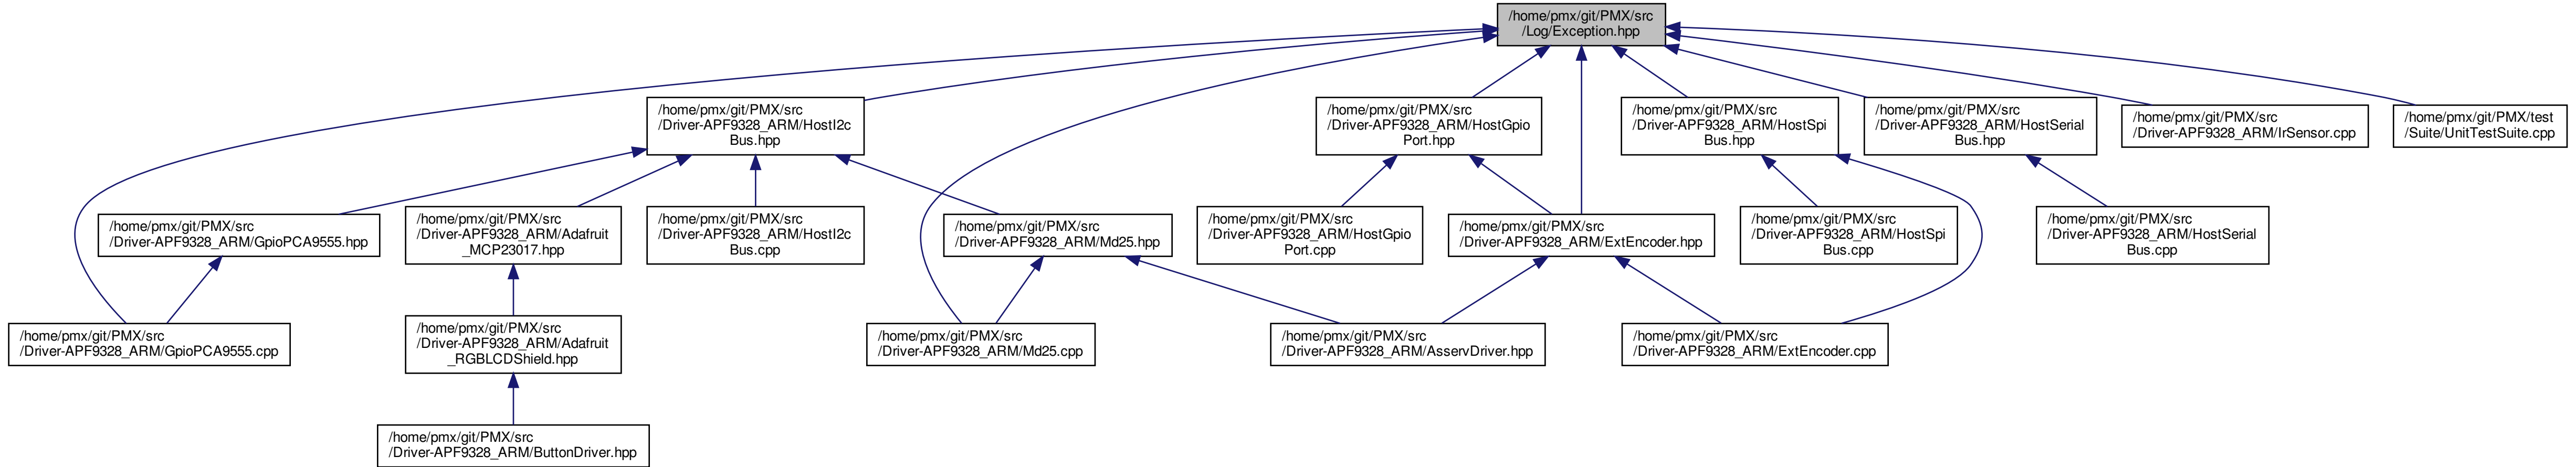 /home/pmx/git/PMX/src
/Log/Exception.hpp
/home/pmx/git/PMX/src
/Driver-APF9328_ARM/HostI2c
Bus.hpp
/home/pmx/git/PMX/src
/Driver-APF9328_ARM/HostGpio
Port.hpp
/home/pmx/git/PMX/src
/Driver-APF9328_ARM/HostSpi
Bus.hpp
/home/pmx/git/PMX/src
/Driver-APF9328_ARM/HostSerial
Bus.hpp
/home/pmx/git/PMX/src
/Driver-APF9328_ARM/IrSensor.cpp
/home/pmx/git/PMX/test
/Suite/UnitTestSuite.cpp
/home/pmx/git/PMX/src
/Driver-APF9328_ARM/GpioPCA9555.hpp
/home/pmx/git/PMX/src
/Driver-APF9328_ARM/Adafruit
_MCP23017.hpp
/home/pmx/git/PMX/src
/Driver-APF9328_ARM/HostI2c
Bus.cpp
/home/pmx/git/PMX/src
/Driver-APF9328_ARM/Md25.hpp
/home/pmx/git/PMX/src
/Driver-APF9328_ARM/HostGpio
Port.cpp
/home/pmx/git/PMX/src
/Driver-APF9328_ARM/ExtEncoder.hpp
/home/pmx/git/PMX/src
/Driver-APF9328_ARM/HostSpi
Bus.cpp
/home/pmx/git/PMX/src
/Driver-APF9328_ARM/HostSerial
Bus.cpp
/home/pmx/git/PMX/src
/Driver-APF9328_ARM/GpioPCA9555.cpp
/home/pmx/git/PMX/src
/Driver-APF9328_ARM/Adafruit
_RGBLCDShield.hpp
/home/pmx/git/PMX/src
/Driver-APF9328_ARM/Md25.cpp
/home/pmx/git/PMX/src
/Driver-APF9328_ARM/AsservDriver.hpp
/home/pmx/git/PMX/src
/Driver-APF9328_ARM/ExtEncoder.cpp
/home/pmx/git/PMX/src
/Driver-APF9328_ARM/ButtonDriver.hpp